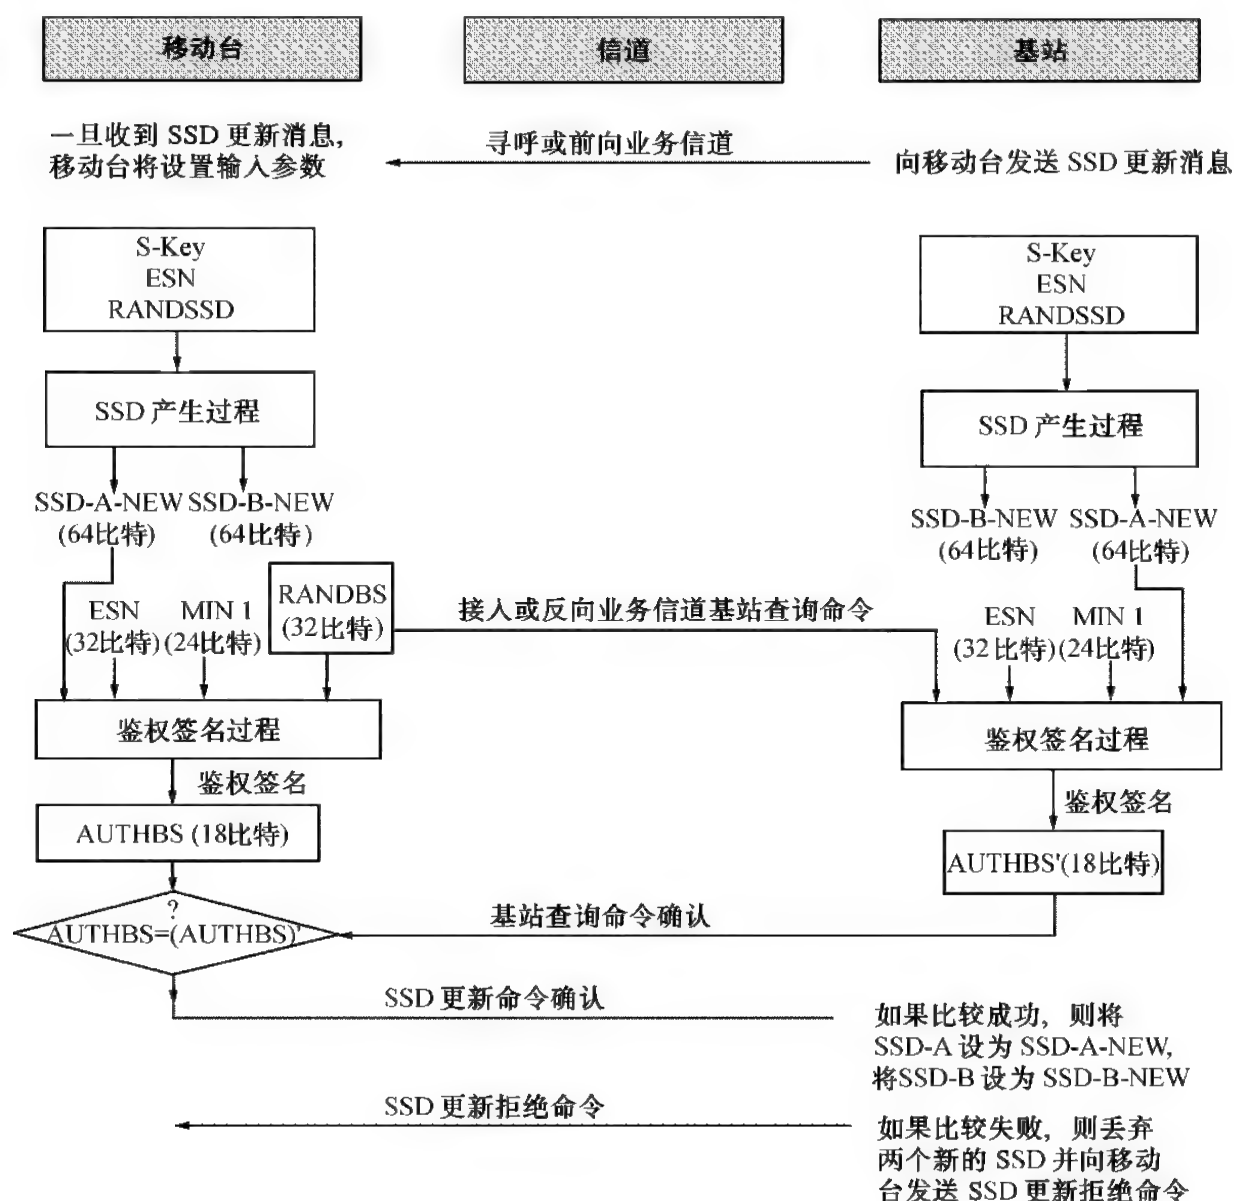 移动台
信道
基站
一旦收到 SSD 更新消息,
移动台将设置输入参数
寻呼或前向业务信道
向移动台发送 SSD 更新消息
S-Key
ESN
RANDSSD
S-Key
ESN
RANDSSD
SSD 产生过程
SSD 产生过程
SSD-A-NEW SSD-B-NEW
(64比特) (64比特)
SSD-B-NEW SSD-A-NEW
(64比特) (64比特)
ESN MIN 1
(32比特) (24比特)
RANDBS
(32比特)
接入或反向业务信道基站查询命令
ESN MIN 1
(32比特) (24比特)
鉴权签名过程
鉴权签名过程
鉴权签名
鉴权签名
AUTHBS (18比特)
AUTHBS'(18比特)
?
AUTHBS=(AUTHBS)'
基站查询命令确认
SSD 更新命令确认
如果比较成功, 则将
SSD-A 设为 SSD-A-NEW,
将SSD-B 设为 SSD-B-NEW
SSD 更新拒绝命令
如果比较失败, 则丢弃
两个新的 SSD 并向移动
台发送 SSD 更新拒绝命令